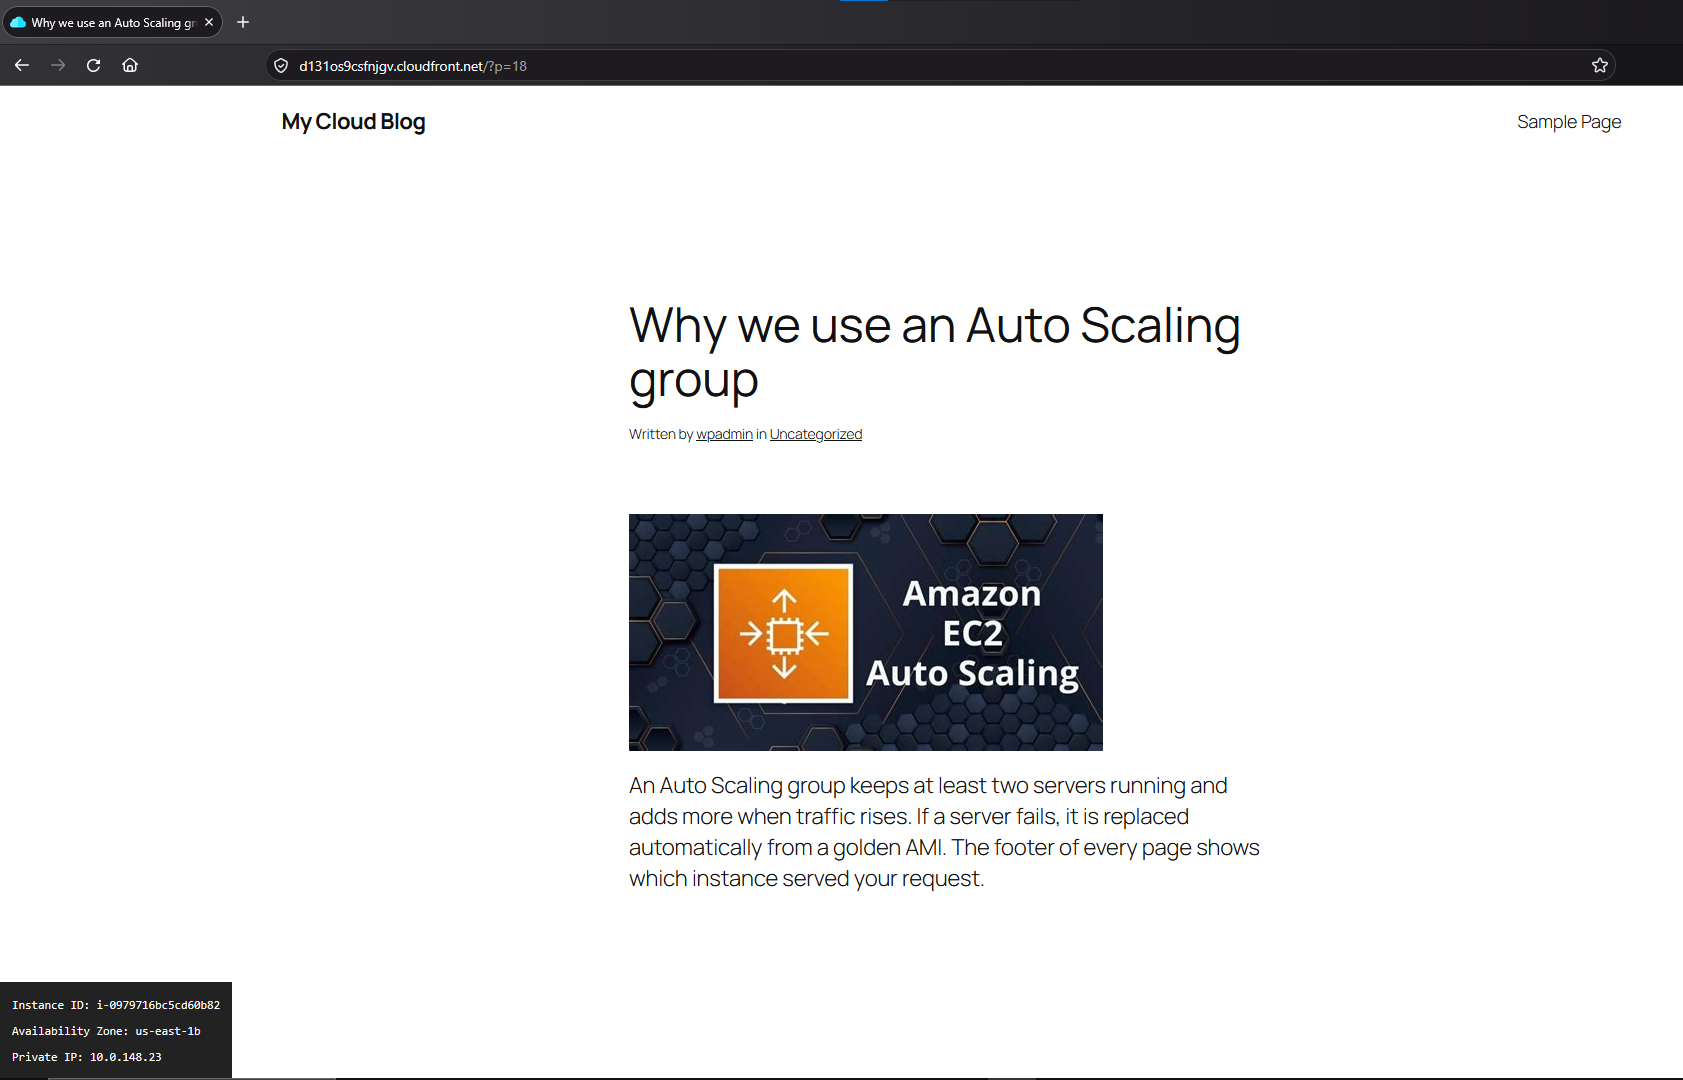 Why we use an Auto Scaling gr
d131os9csfnjgv.cloudfront.net/?p=18
My Cloud Blog
Sample Page
Why we use an Auto Scaling
group
Written by wpadmin in Uncategorized
Amazon
EC2
Auto Scaling
An Auto Scaling group keeps at least two servers running and
adds more when traffic rises. If a server fails, it is replaced
automatically from a golden AMI. The footer of every page shows
which instance served your request.
Instance ID: i-0979716bc5cd60b82
Availability Zone: us-east-1b
Private IP: 10.0.148.23